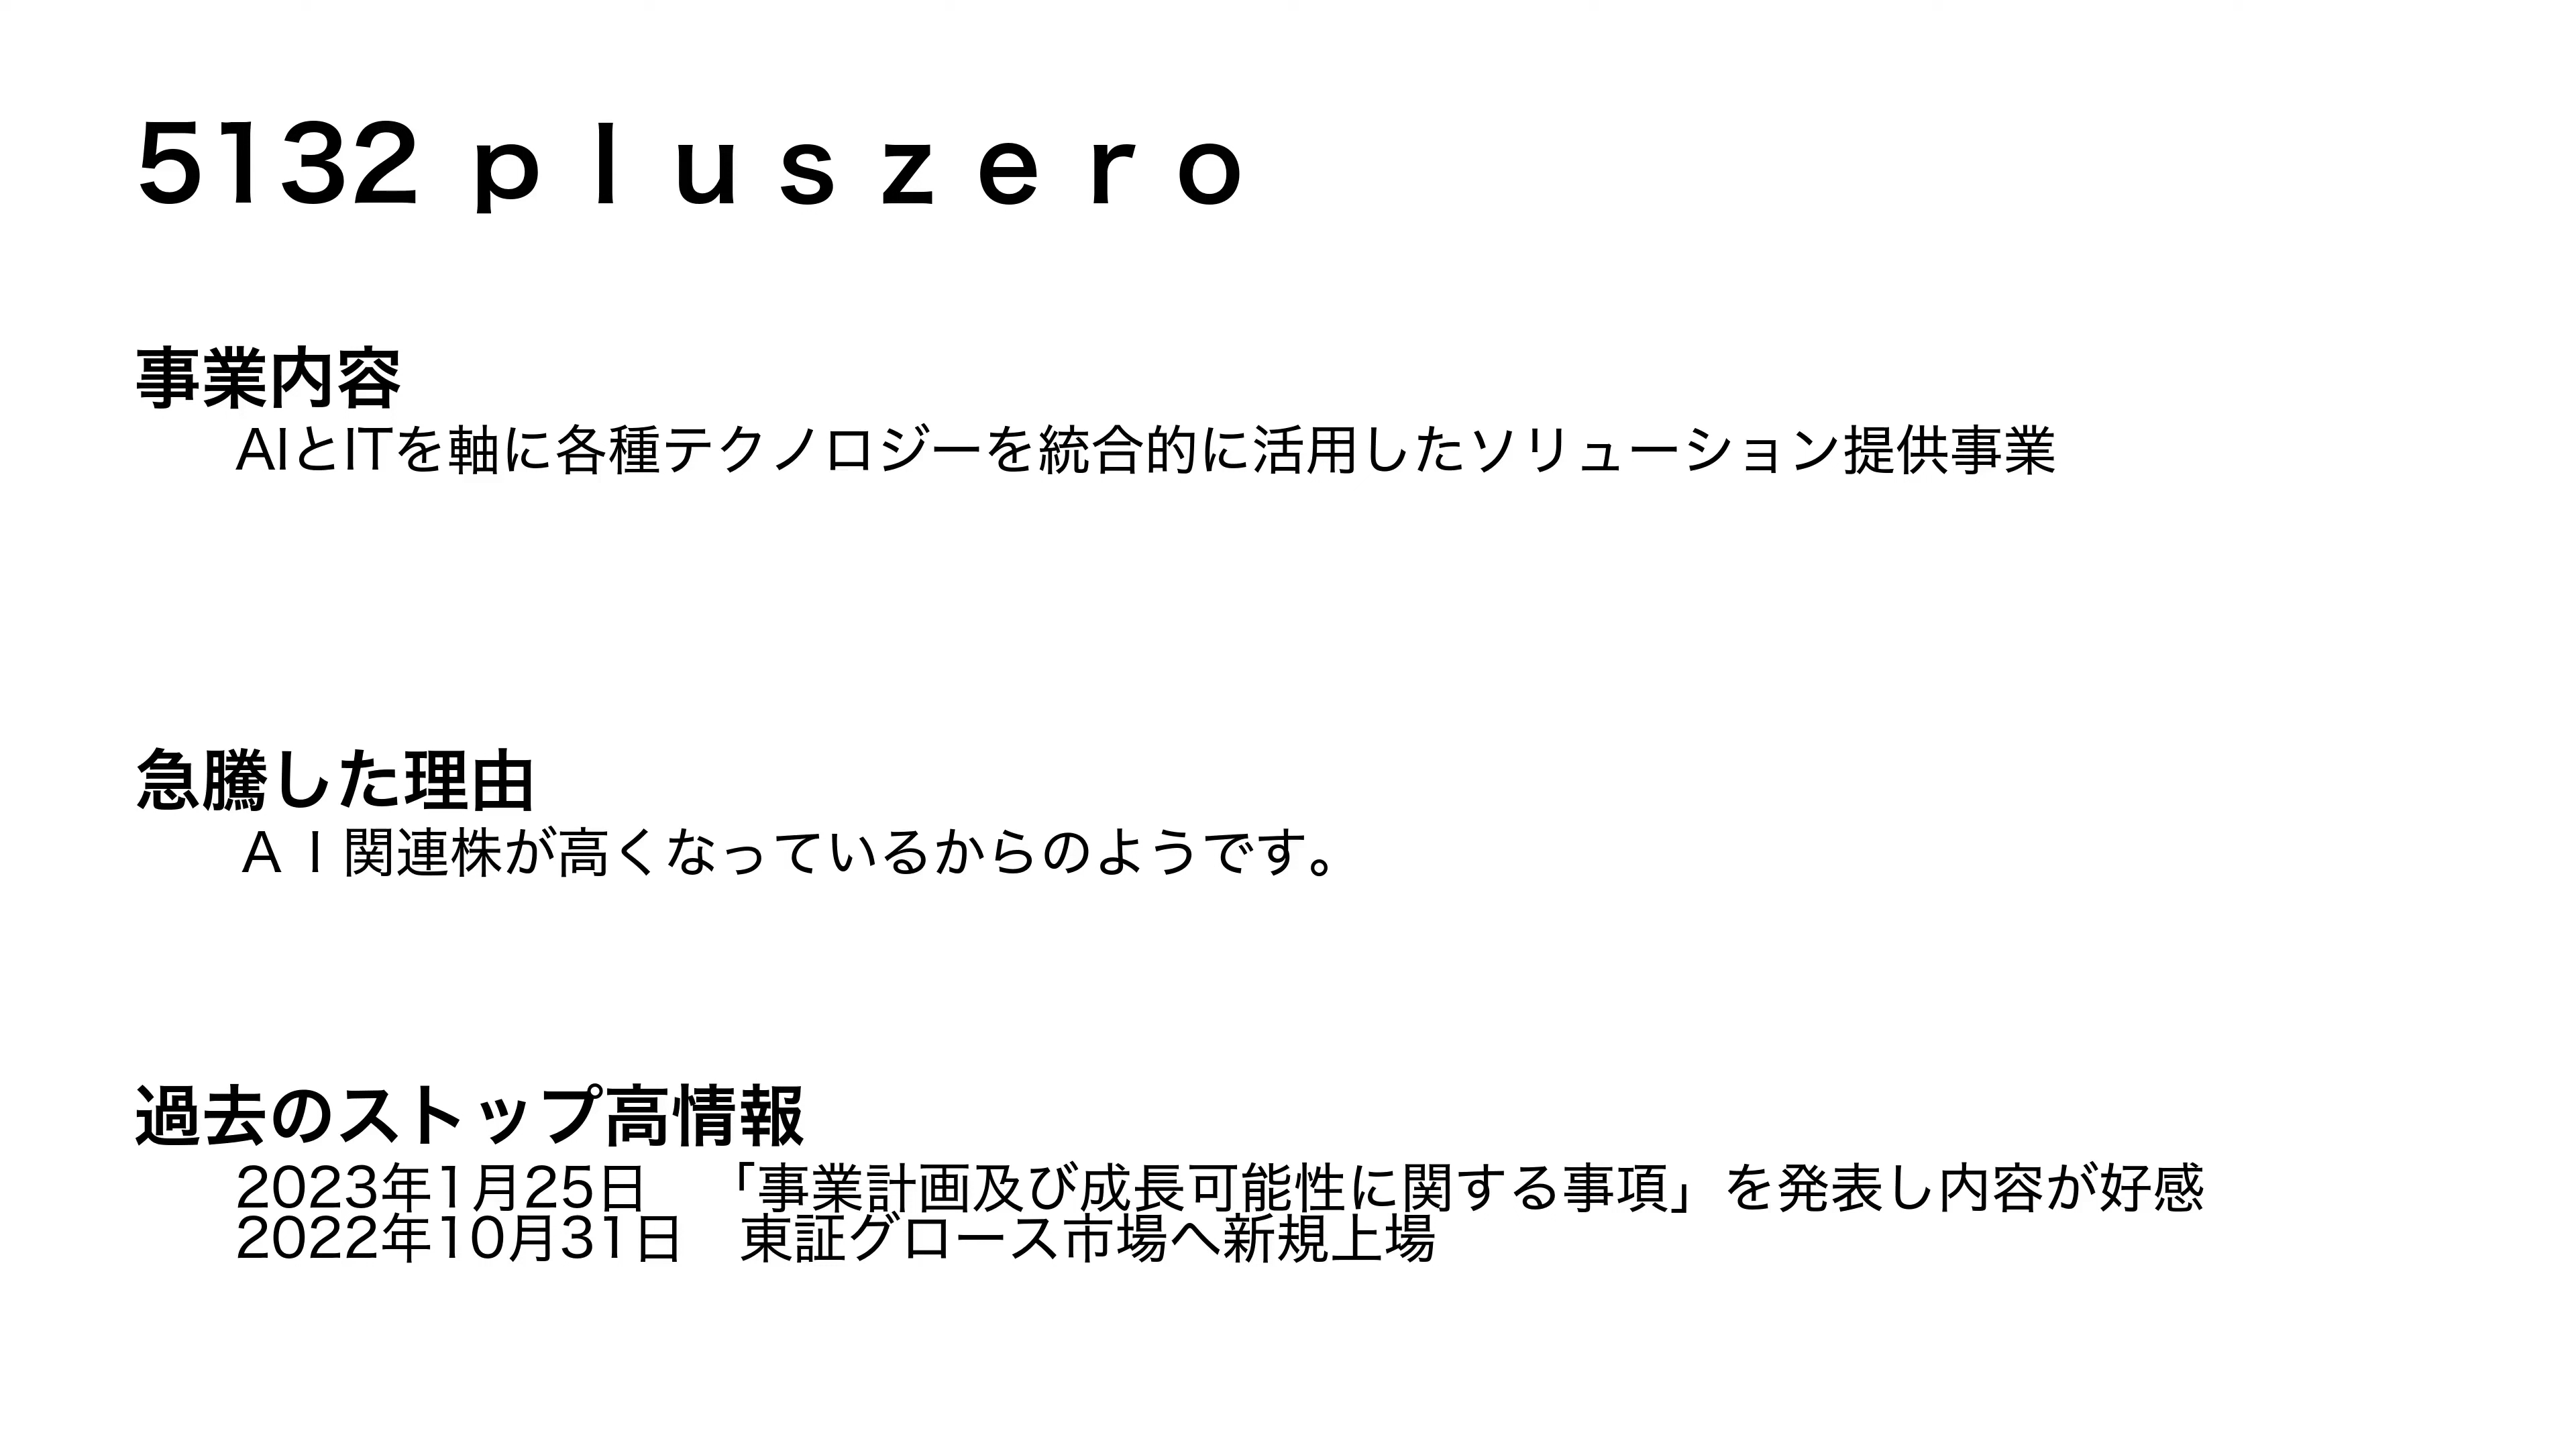 5132 ｐｌｕｓｚｅｒｏ
事業内容
AIとITを軸に各種テクノロジーを統合的に活用したソリューション提供事業
急騰した理由
ＡＩ関連株が高くなっているからのようです。
過去のストップ高情報
2023年1月25日　「事業計画及び成長可能性に関する事項」を発表し内容が好感
2022年10月31日　東証グロース市場へ新規上場